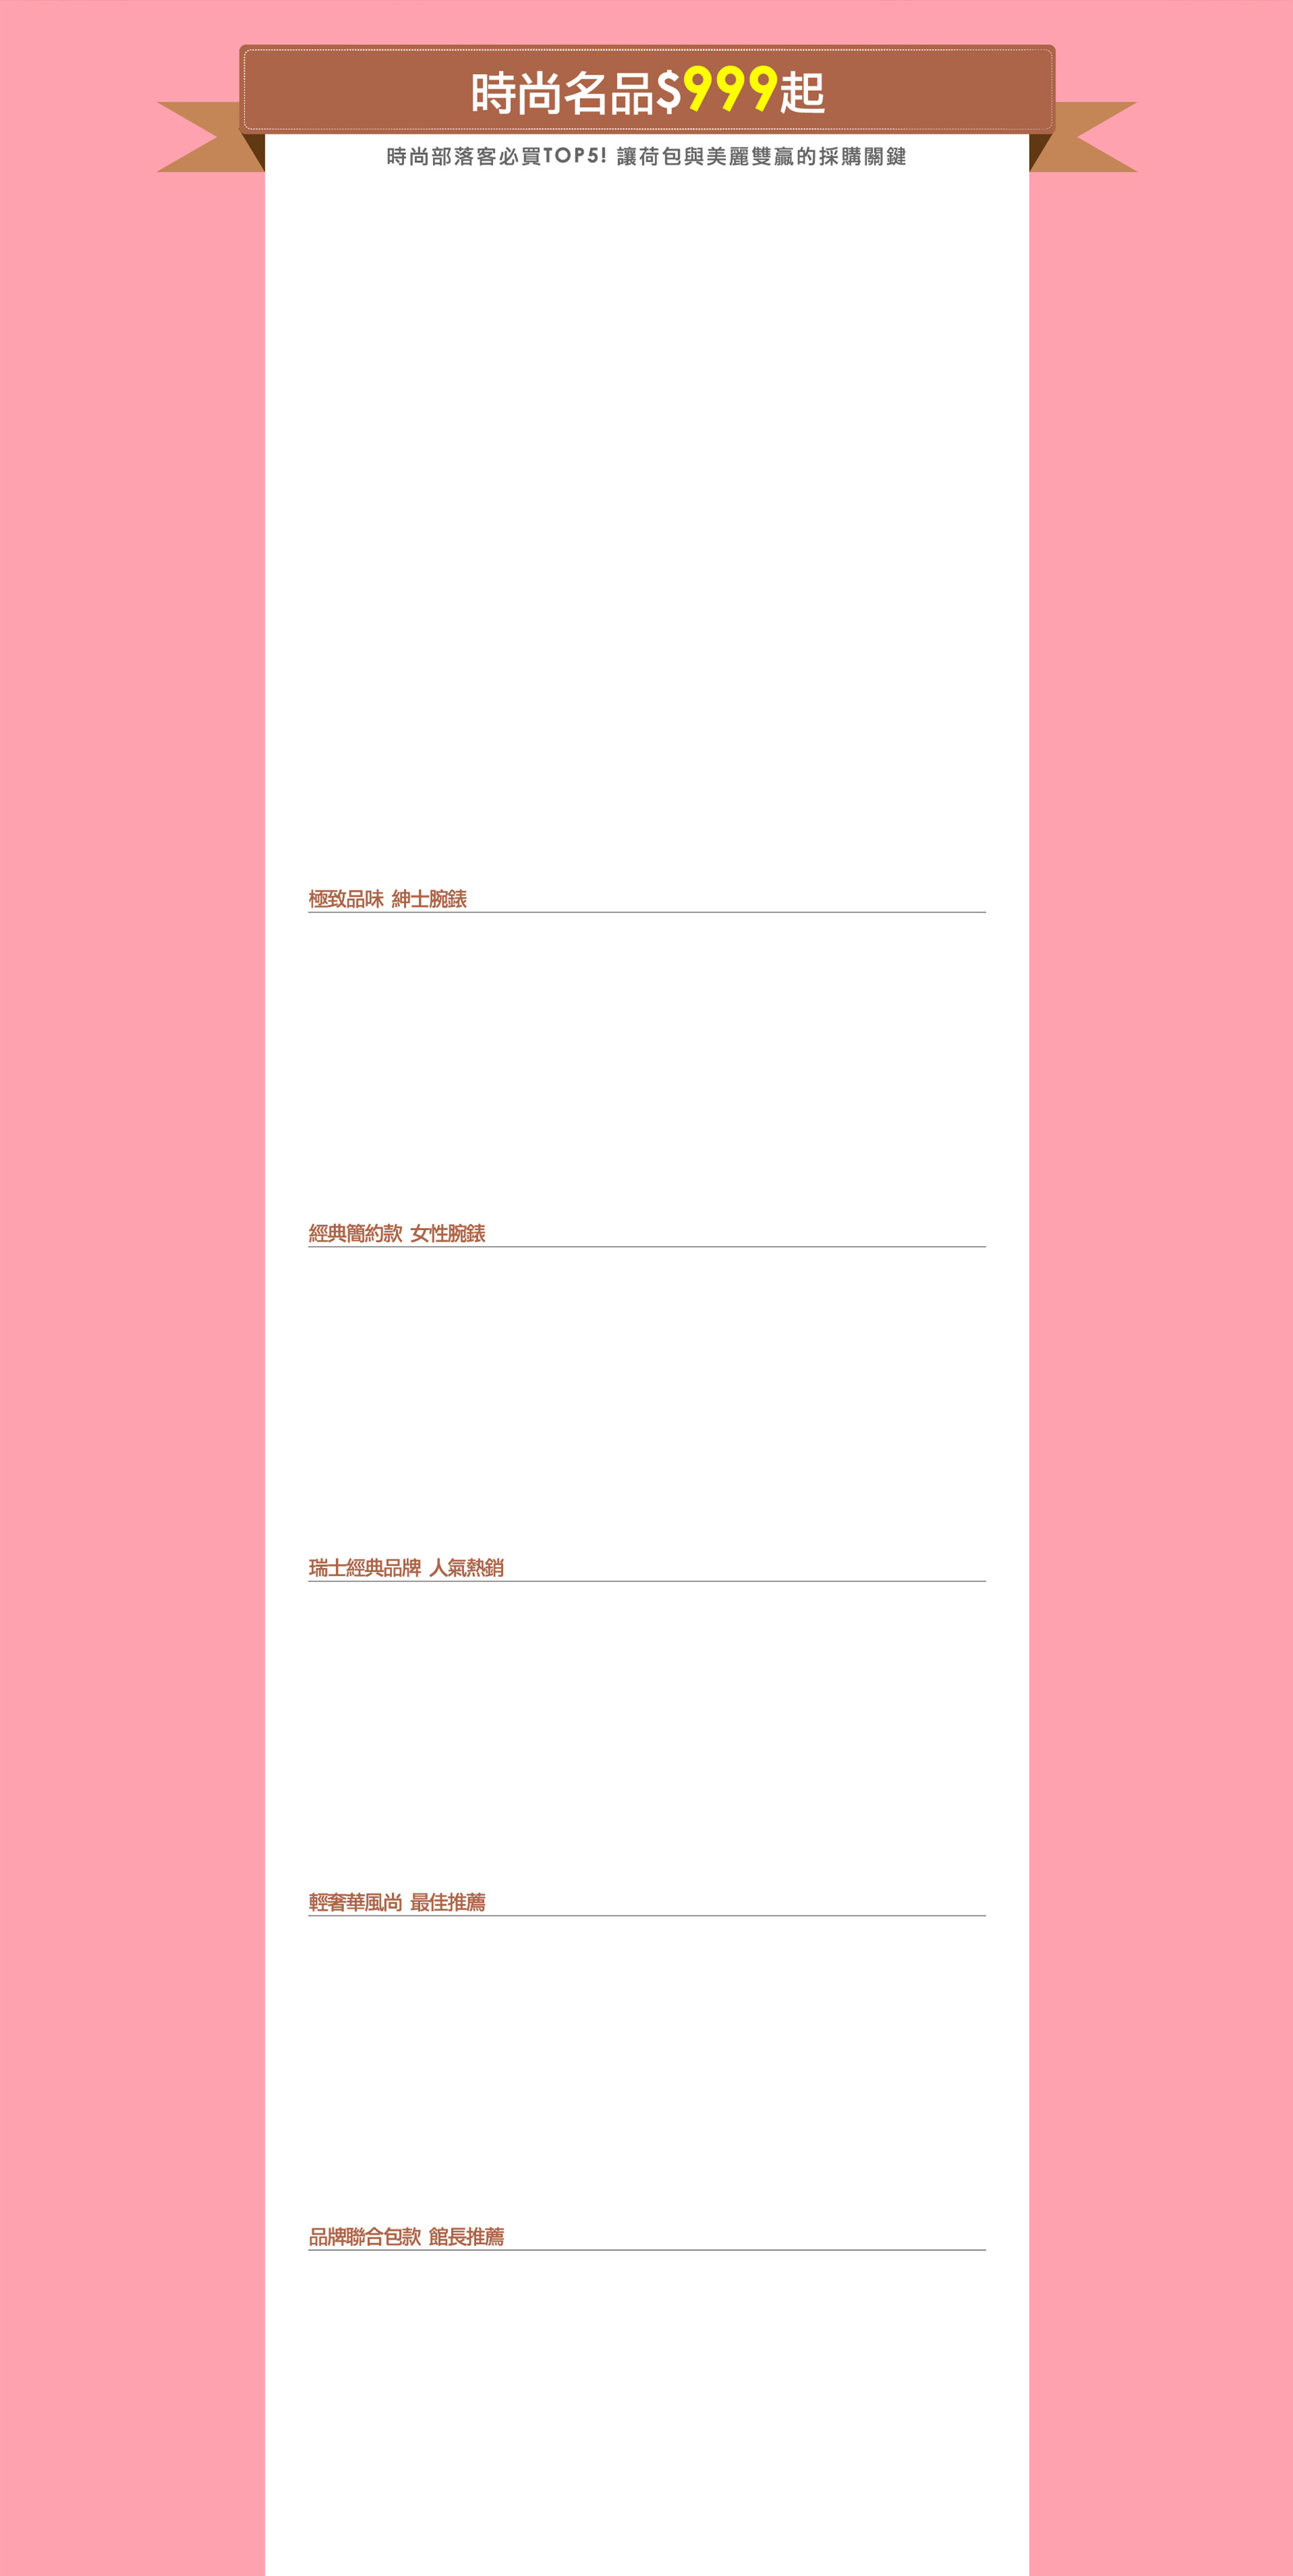 時尚名品$999起
時尚部落客必買TOP5! 讓荷包與美麗雙贏的採購關鍵
極致品味 紳士腕錶
經典簡約款 女性腕錶
瑞士經典品牌 人氣熱銷
輕奢華風尚 最佳推薦
品牌聯合包款 館長推薦